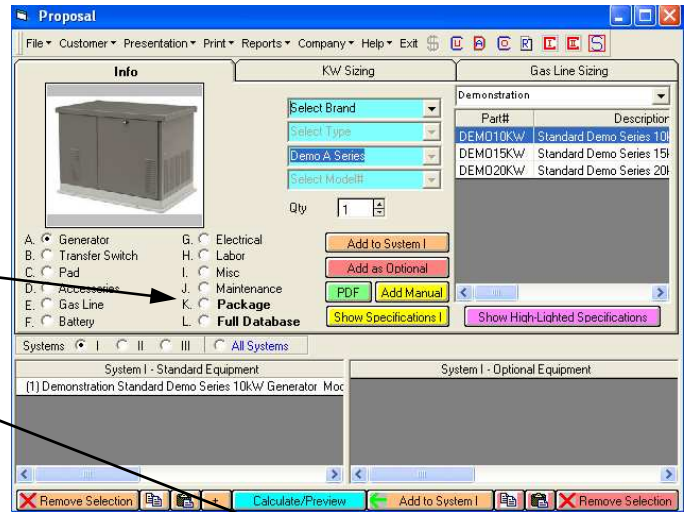 Proposal
File Customer Presentation Print Reports Company Help Exit
Info KW Sizing Gas Line Sizing
Select Brand
Select Type
Demo A Series
Select Model#
Qty 1
Demonstration
Part# Description
DEMO10KW Standard Demo Series 10k
DEMO15KW Standard Demo Series 15k
DEMO20KW Standard Demo Series 20k
A. Generator G. Electrical
B. Transfer Switch H. Labor
C. Pad I. Misc
D. Accessories J. Maintenance
E. Gas Line K. Package
F. Battery L. Full Database
Add to System I
Add as Optional
PDF Add Manual
Show Specifications I
Show High-Lighted Specifications
Systems I II III All Systems
System I - Standard Equipment System I - Optional Equipment
(1) Demonstration Standard Demo Series 10kW Generator Moc
Remove Selection + Calculate/Preview Add to System I Remove Selection